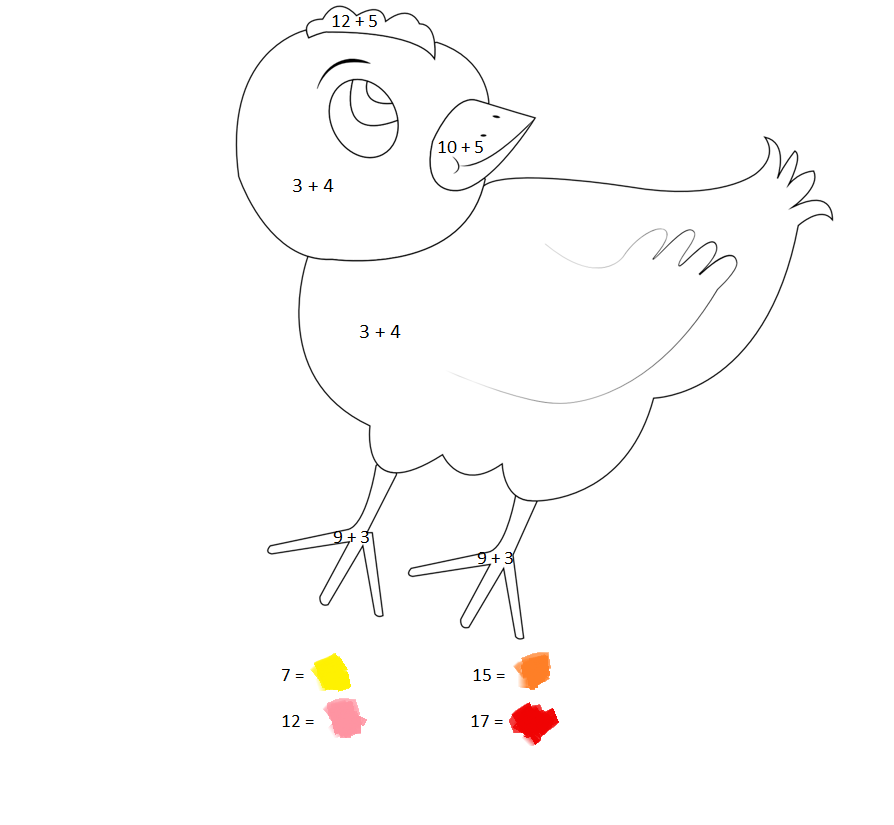 12 + 5
10 + 5
3 + 4
3 + 4
9 + 3
9 + 3
7 =
15 =
12 =
17 =